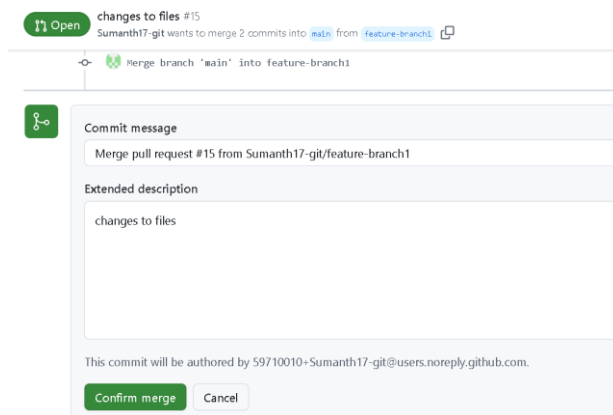 Open
changes to files #15
Sumanth17-git wants to merge 2 commits into main from feature-branch1
Merge branch 'main' into feature-branch1
Commit message
Merge pull request #15 from Sumanth17-git/feature-branch1
Extended description
changes to files
This commit will be authored by 59710010+Sumanth17-git@users.noreply.github.com.
Confirm merge
Cancel